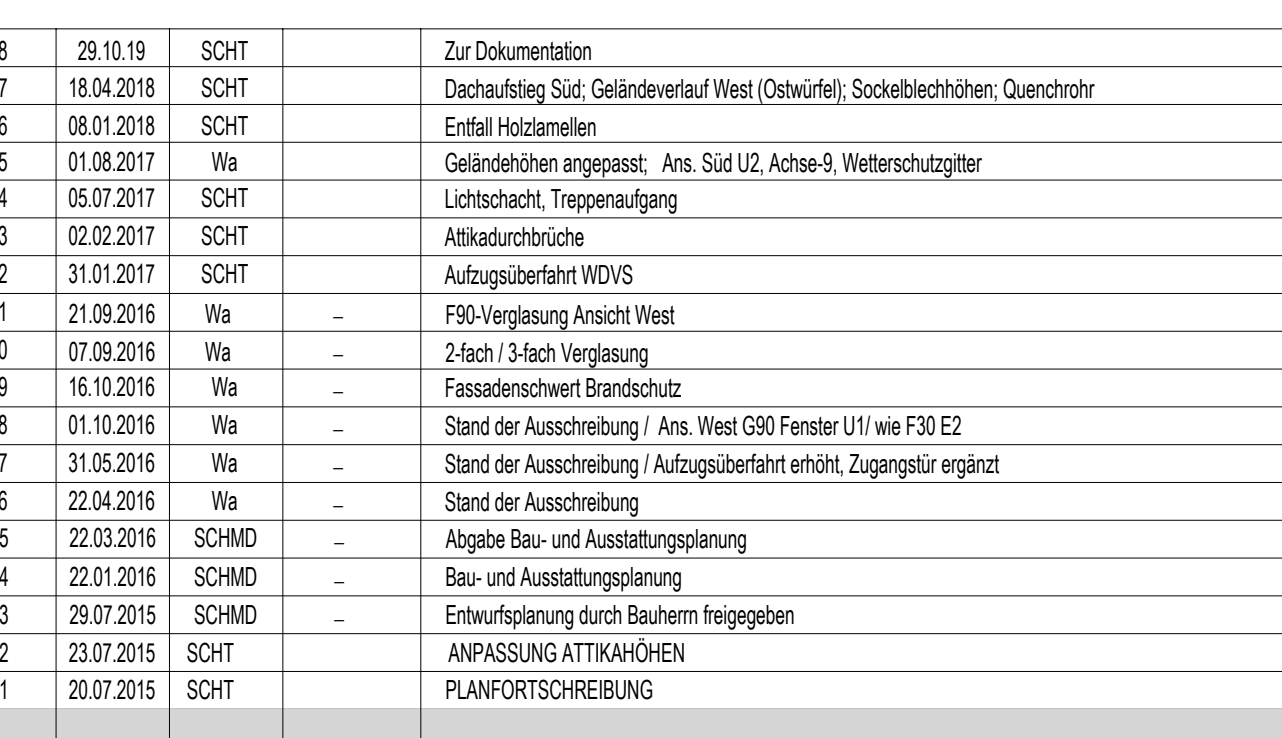 8 29.10.19 SCHT Zur Dokumentation
7 18.04.2018 SCHT Dachaufstieg Süd; Geländeverlauf West (Ostwürfel); Sockelblechhöhen; Quenchrohr
6 08.01.2018 SCHT Entfall Holzlamellen
5 01.08.2017 Wa Geländehöhen angepasst; Ans. Süd U2, Achse-9, Wetterschutzgitter
4 05.07.2017 SCHT Lichtschacht, Treppenaufgang
3 02.02.2017 SCHT Attikadurchbrüche
2 31.01.2017 SCHT Aufzugsüberfahrt WDVS
1 21.09.2016 Wa – F90-Verglasung Ansicht West
0 07.09.2016 Wa – 2-fach / 3-fach Verglasung
9 16.10.2016 Wa – Fassadenschwert Brandschutz
8 01.10.2016 Wa – Stand der Ausschreibung / Ans. West G90 Fenster U1/ wie F30 E2
7 31.05.2016 Wa – Stand der Ausschreibung / Aufzugsüberfahrt erhöht, Zugangstür ergänzt
6 22.04.2016 Wa – Stand der Ausschreibung
5 22.03.2016 SCHMD – Abgabe Bau- und Ausstattungsplanung
4 22.01.2016 SCHMD – Bau- und Ausstattungsplanung
3 29.07.2015 SCHMD – Entwurfsplanung durch Bauherrn freigegeben
2 23.07.2015 SCHT ANPASSUNG ATTIKAHÖHEN
1 20.07.2015 SCHT PLANFORTSCHREIBUNG